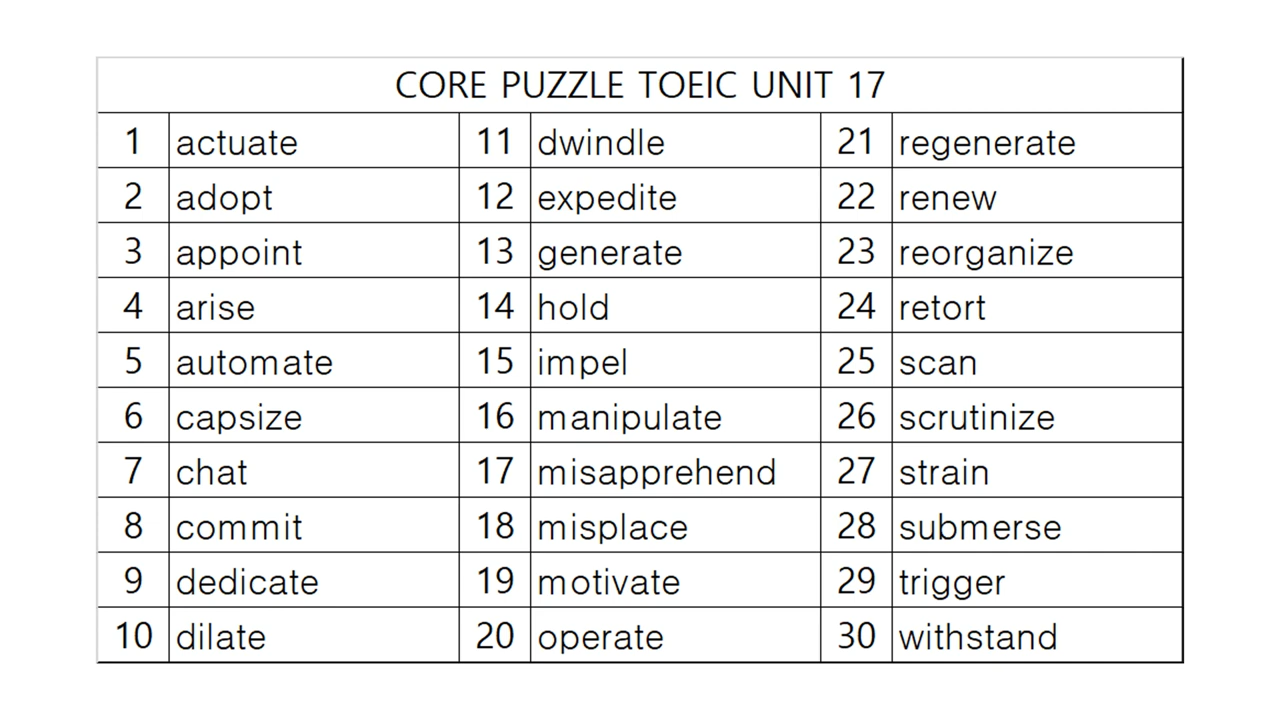 CORE PUZZLE TOEIC UNIT 17
1 actuate 11 dwindle 21 regenerate
2 adopt 12 expedite 22 renew
3 appoint 13 generate 23 reorganize
4 arise 14 hold 24 retort
5 automate 15 impel 25 scan
6 capsize 16 manipulate 26 scrutinize
7 chat 17 misapprehend 27 strain
8 commit 18 misplace 28 submerse
9 dedicate 19 motivate 29 trigger
10 dilate 20 operate 30 withstand